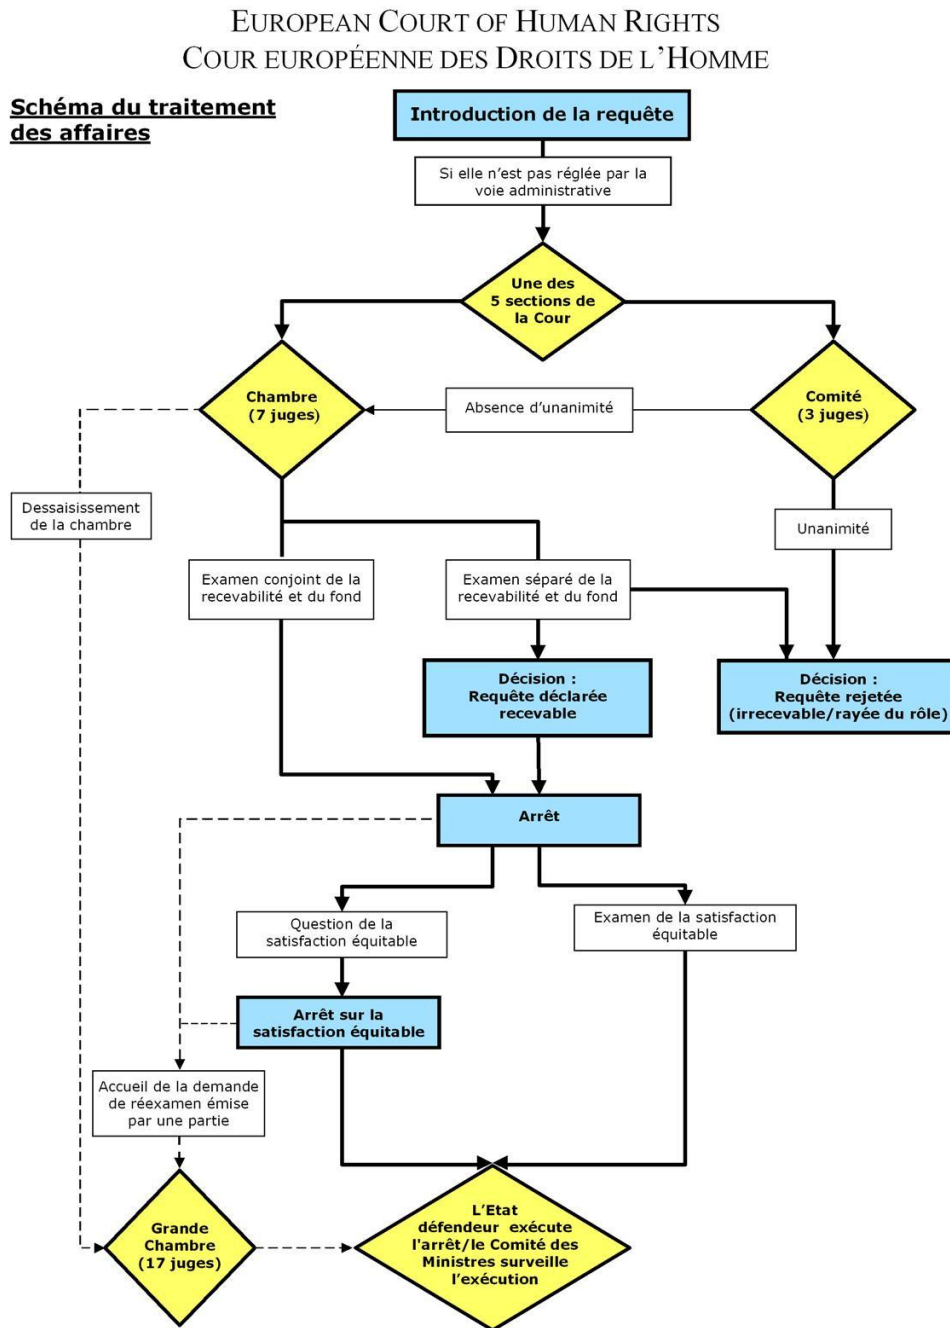 EUROPEAN COURT OF HUMAN RIGHTS
COUR EUROPÉENNE DES DROITS DE L'HOMME
Schéma du traitement
des affaires
Introduction de la requête
Si elle n'est pas réglée par la
voie administrative
Une des
5 sections de
la Cour
Chambre
(7 juges)
Absence d'unanimité
Comité
(3 juges)
Dessaisissement
de la chambre
Unanimité
Examen conjoint de la
recevabilité et du fond
Examen séparé de la
recevabilité et du fond
Décision :
Requête déclarée
recevable
Décision :
Requête rejetée
(irrecevable/rayée du rôle)
Arrêt
Question de la
satisfaction équitable
Examen de la satisfaction
équitable
Arrêt sur la
satisfaction équitable
Accueil de la demande
de réexamen émise
par une partie
Grande
Chambre
(17 juges)
L'Etat
défendeur exécute
l'arrêt/le Comité des
Ministres surveille
l'exécution